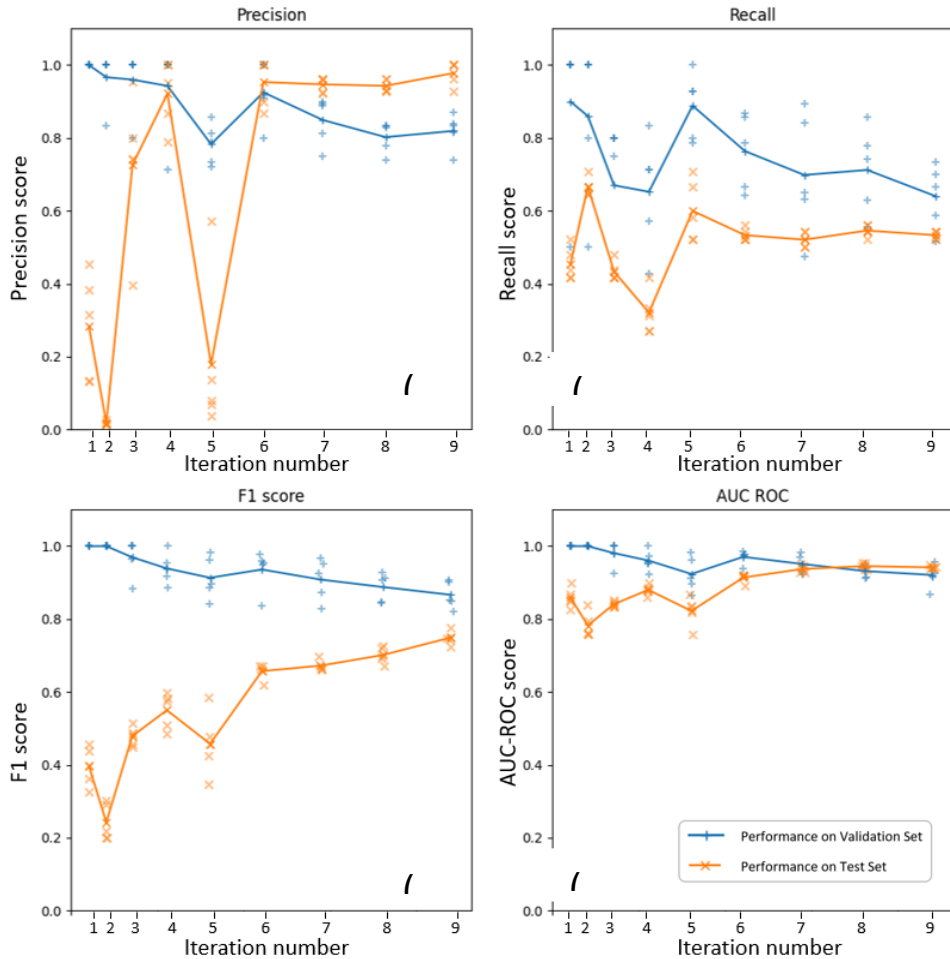 Precision
Recall
1.0
0.8
0.6
0.4
0.2
0.0
Precision score
(
1 2 3 4 5 6 7 8 9
Iteration number
1.0
0.8
0.6
0.4
0.2
0.0
Recall score
(
1 2 3 4 5 6 7 8 9
Iteration number
F1 score
AUC ROC
1.0
0.8
0.6
0.4
0.2
0.0
F1 score
(
1 2 3 4 5 6 7 8 9
Iteration number
1.0
0.8
0.6
0.4
0.2
0.0
AUC-ROC score
(
Performance on Validation Set
Performance on Test Set
1 2 3 4 5 6 7 8 9
Iteration number